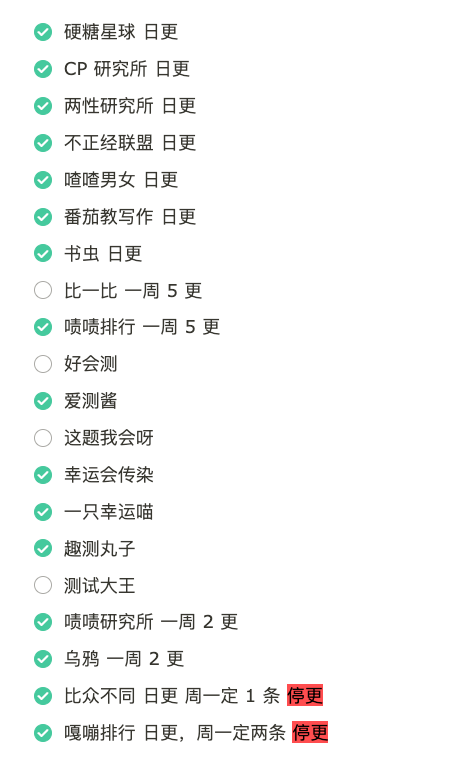 硬糖星球 日更
CP 研究所 日更
两性研究所 日更
不正经联盟 日更
喳喳男女 日更
番茄教写作 日更
书虫 日更
比一比 一周 5 更
啧啧排行 一周 5 更
好会测
爱测酱
这题我会呀
幸运会传染
一只幸运喵
趣测丸子
测试大王
啧啧研究所 一周 2 更
乌鸦 一周 2 更
比众不同 日更 周一定 1 条 停更
嘎嘣排行 日更，周一定两条 停更